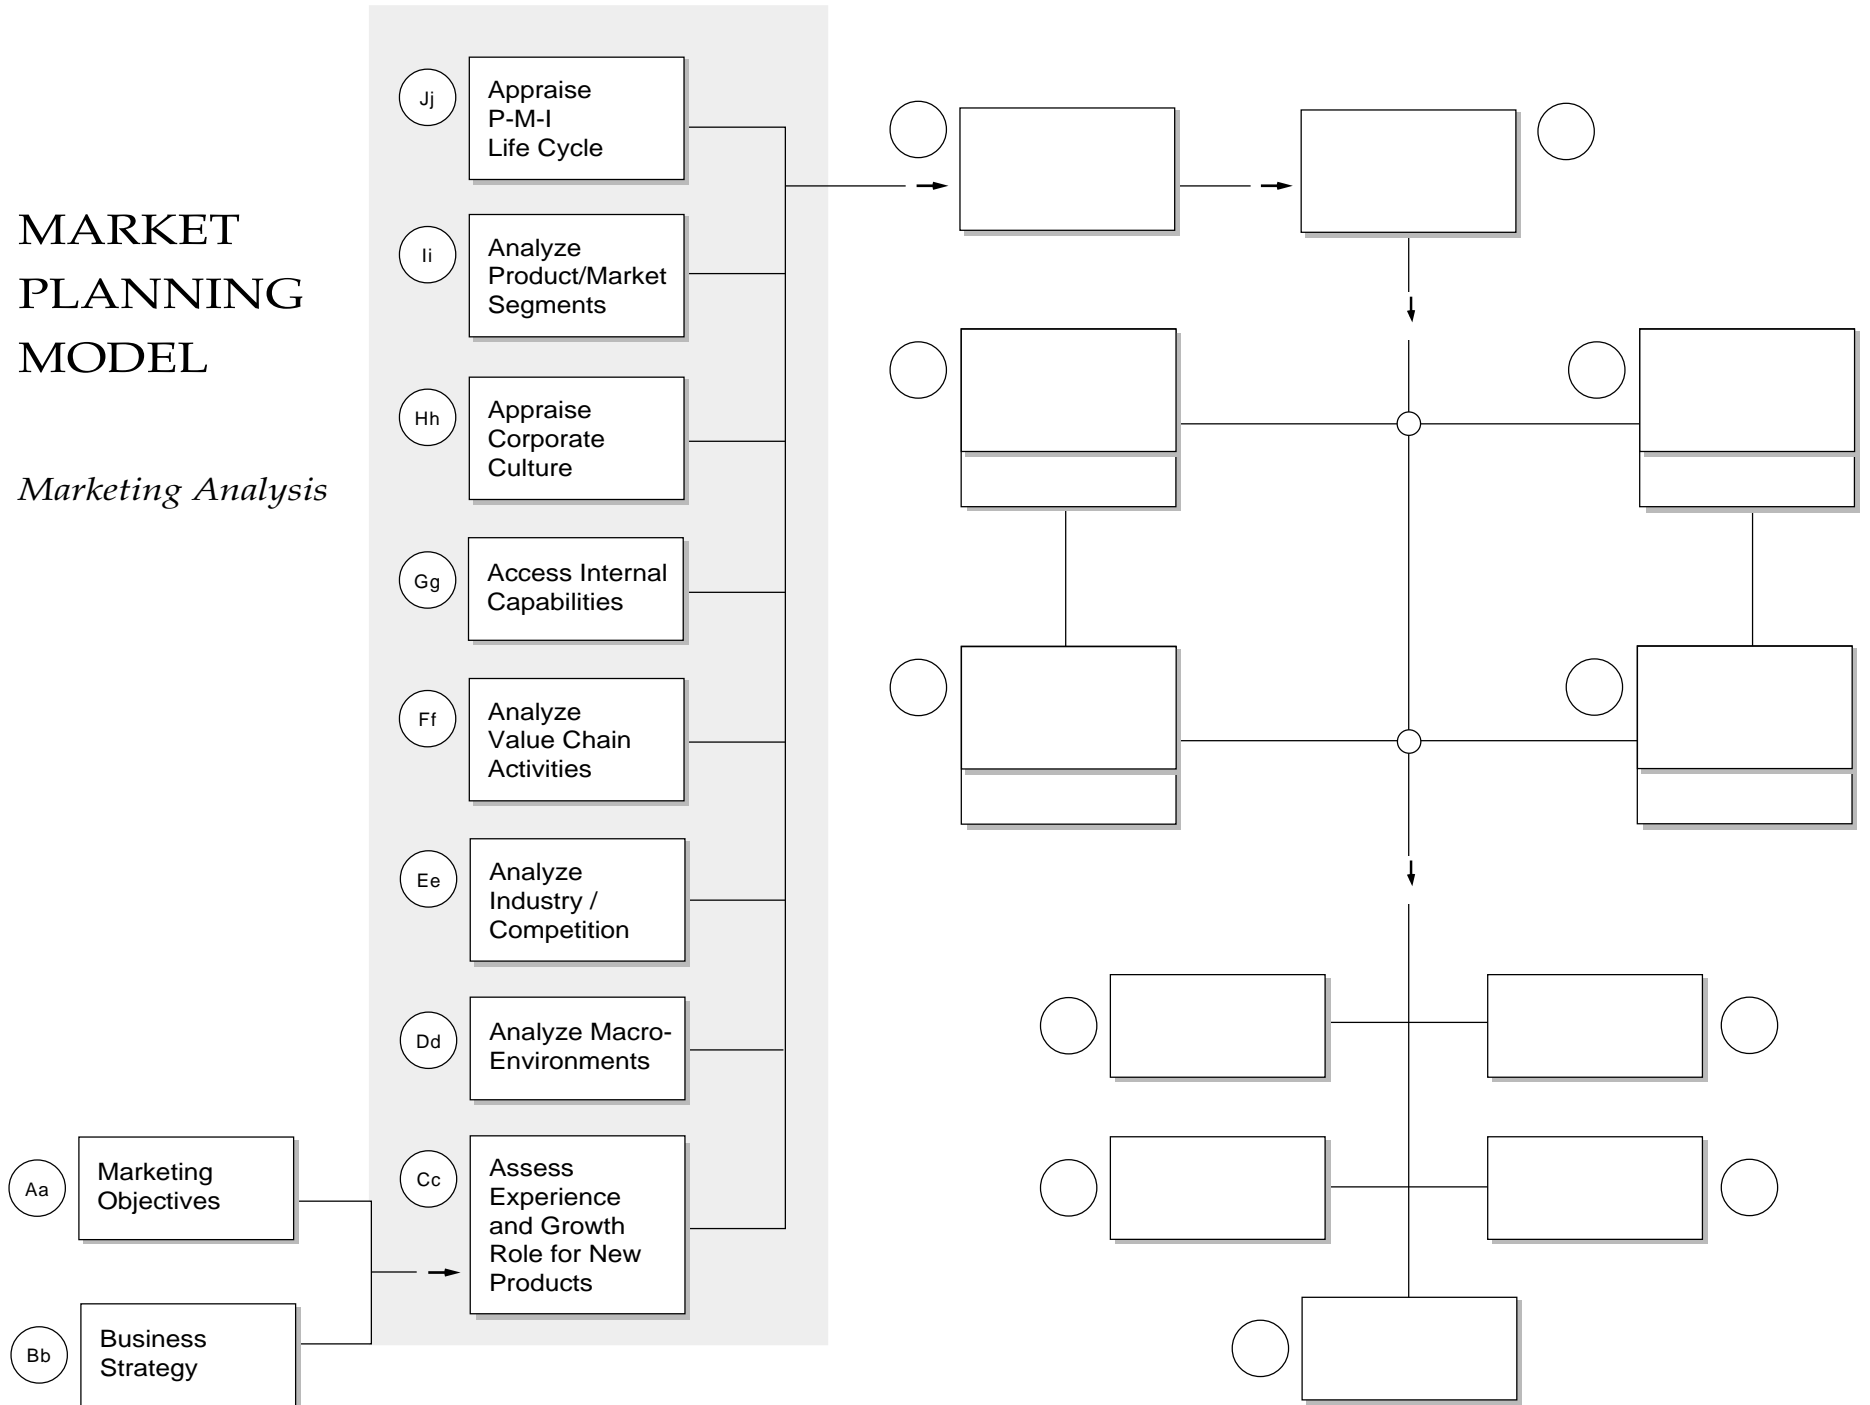 MARKET
PLANNING
MODEL
Marketing Analysis
Jj
Appraise
P-M-I
Life Cycle
Ii
Analyze
Product/Market
Segments
Hh
Appraise
Corporate
Culture
Gg
Access Internal
Capabilities
Ff
Analyze
Value Chain
Activities
Ee
Analyze
Industry /
Competition
Dd
Analyze Macro-
Environments
Cc
Assess
Experience
and Growth
Role for New
Products
Aa
Marketing
Objectives
Bb
Business
Strategy